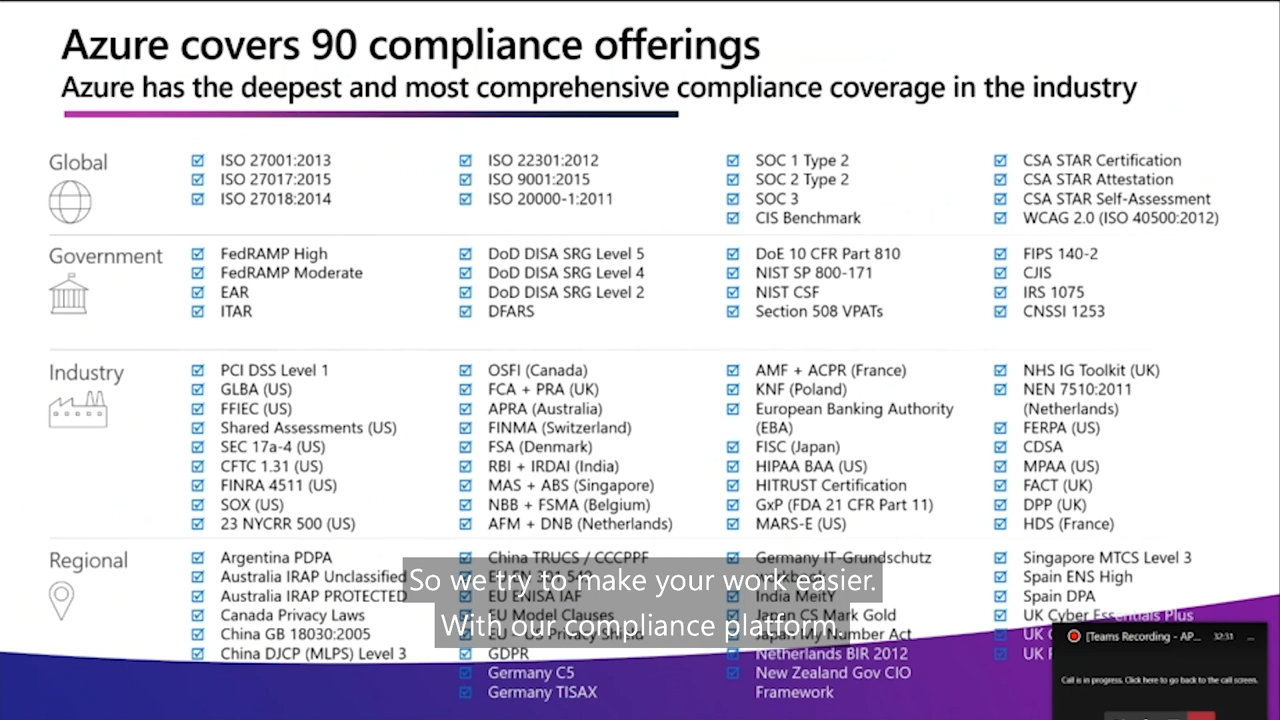 Azure covers 90 compliance offerings
Azure has the deepest and most comprehensive compliance coverage in the industry
Global
ISO 27001:2013
ISO 27017:2015
ISO 27018:2014
ISO 22301:2012
ISO 9001:2015
ISO 20000-1:2011
SOC 1 Type 2
SOC 2 Type 2
SOC 3
CIS Benchmark
CSA STAR Certification
CSA STAR Attestation
CSA STAR Self-Assessment
WCAG 2.0 (ISO 40500:2012)
Government
FedRAMP High
FedRAMP Moderate
EAR
ITAR
DoD DISA SRG Level 5
DoD DISA SRG Level 4
DoD DISA SRG Level 2
DFARS
DoE 10 CFR Part 810
NIST SP 800-171
NIST CSF
Section 508 VPATs
FIPS 140-2
CJIS
IRS 1075
CNSSI 1253
Industry
PCI DSS Level 1
GLBA (US)
FFIEC (US)
Shared Assessments (US)
SEC 17a-4 (US)
CFTC 1.31 (US)
FINRA 4511 (US)
SOX (US)
23 NYCRR 500 (US)
OSFI (Canada)
FCA + PRA (UK)
APRA (Australia)
FINMA (Switzerland)
FSA (Denmark)
RBI + IRDAI (India)
MAS + ABS (Singapore)
NBB + FSMA (Belgium)
AFM + DNB (Netherlands)
AMF + ACPR (France)
KNF (Poland)
European Banking Authority
(EBA)
FISC (Japan)
HIPAA BAA (US)
HITRUST Certification
GxP (FDA 21 CFR Part 11)
MARS-E (US)
NHS IG Toolkit (UK)
NEN 7510:2011
(Netherlands)
FERPA (US)
CDSA
MPAA (US)
FACT (UK)
DPP (UK)
HDS (France)
Regional
Argentina PDPA
Australia IRAP Unclassified
Australia IRAP PROTECTED
Canada Privacy Laws
China GB 18030:2005
China DJCP (MLPS) Level 3
China TRUCS / CCCPPF
EU ENISA IAF
EU Model Clauses
GDPR
Germany C5
Germany TISAX
Germany IT-Grundschutz
India MeitY
Japan CS Mark Gold
Japan My Number Act
Netherlands BIR 2012
New Zealand Gov CIO
Framework
Singapore MTCS Level 3
Spain ENS High
Spain DPA
UK Cyber Essentials Plus
UK
UK
So we try to make your work easier.
With our compliance platform.
[Teams Recording - AP... 32:31 ...
Call is in progress. Click here to go back to the call screen.